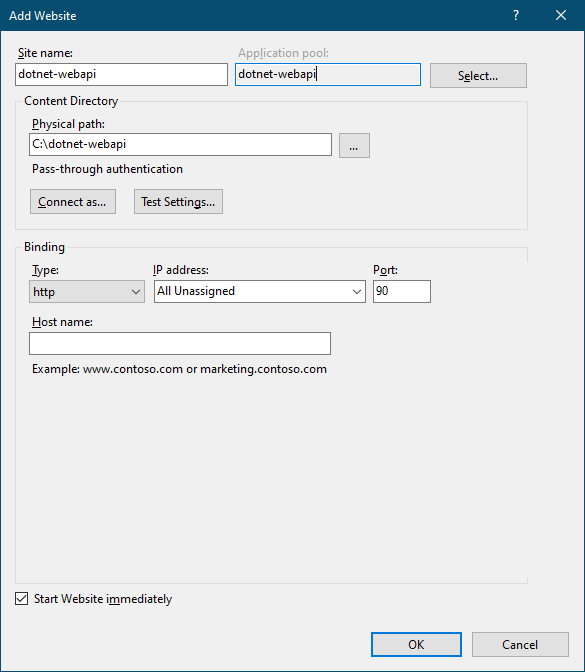 Add Website
?
Site name:
Application pool:
dotnet-webapi
dotnet-webapi
Select...
Content Directory
Physical path:
C:\dotnet-webapi
...
Pass-through authentication
Connect as...
Test Settings...
Binding
Type:
IP address:
Port:
http
All Unassigned
90
Host name:
Example: www.contoso.com or marketing.contoso.com
Start Website immediately
OK
Cancel